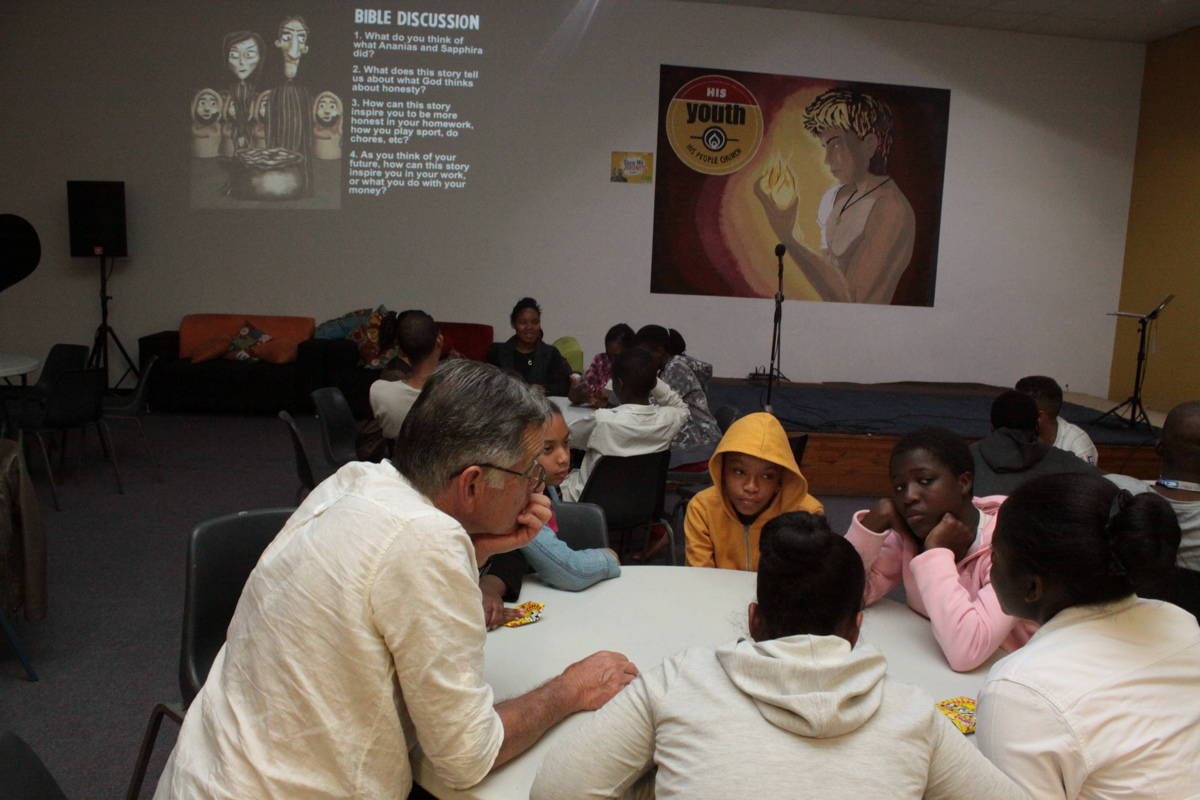 BIBLE DISCUSSION
1. What do you think of
what Ananias and Sapphira
did?
2. What does this story tell
us about what God thinks
about honesty?
3. How can this story
inspire you to be more
honest in your homework,
how you play sport, do
chores, etc?
4. As you think of your
future, how can this story
inspire you in your work,
or what you do with your
money?
HIS
youth
HIS PEOPLE CHURCH